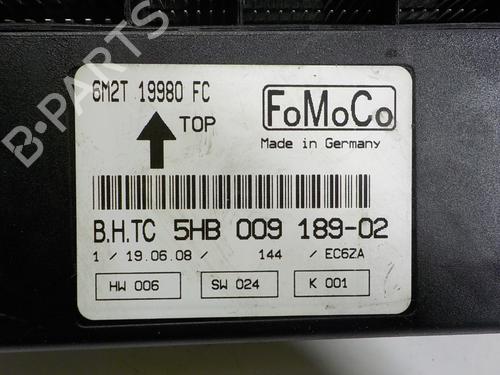 6M2T 19980 FC
FoMoCo
TOP
Made in Germany
B.H.TC 5HB 009 189-02
1 / 19.06.08 / 144 / EC6ZA
HW 006
SW 024
K 001
B-PARTS